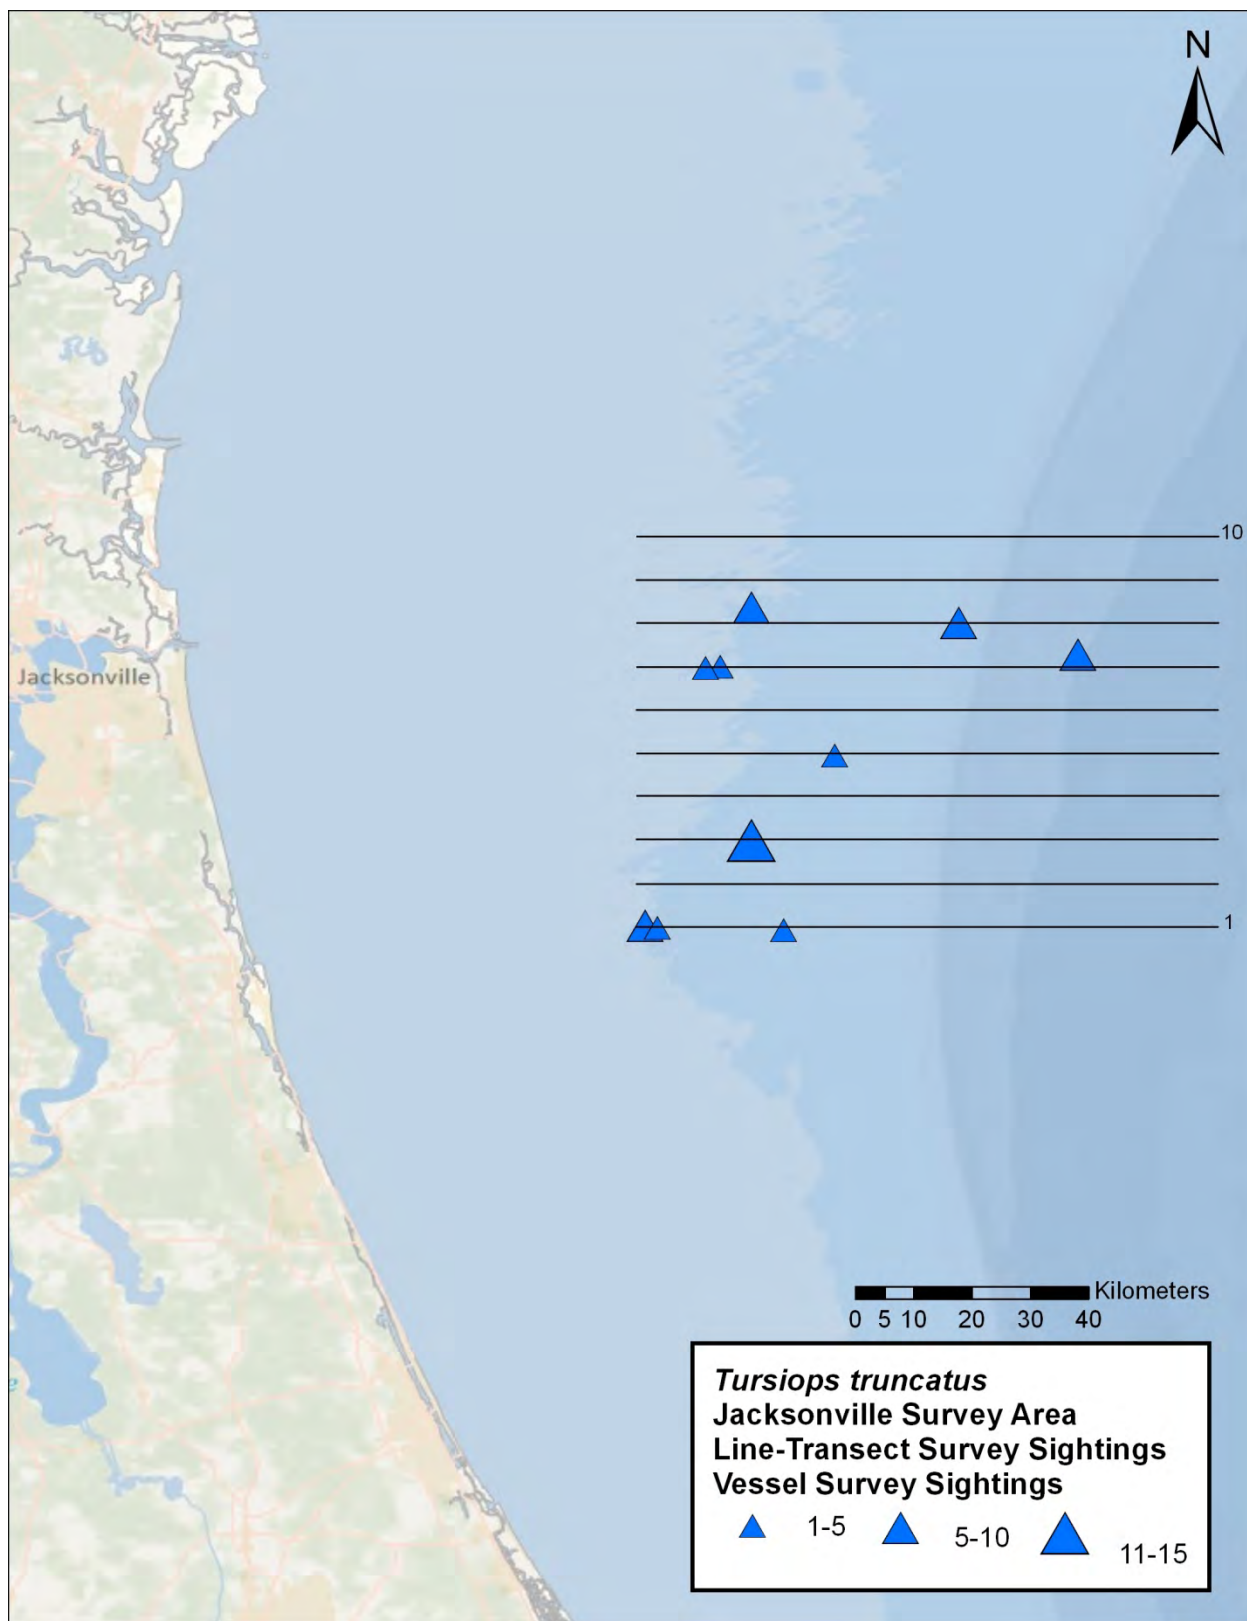 N
10
Jacksonville
1
Kilometers
0 5 10 20 30 40
Tursiops truncatus
Jacksonville Survey Area
Line-Transect Survey Sightings
Vessel Survey Sightings
1-5 5-10 11-15